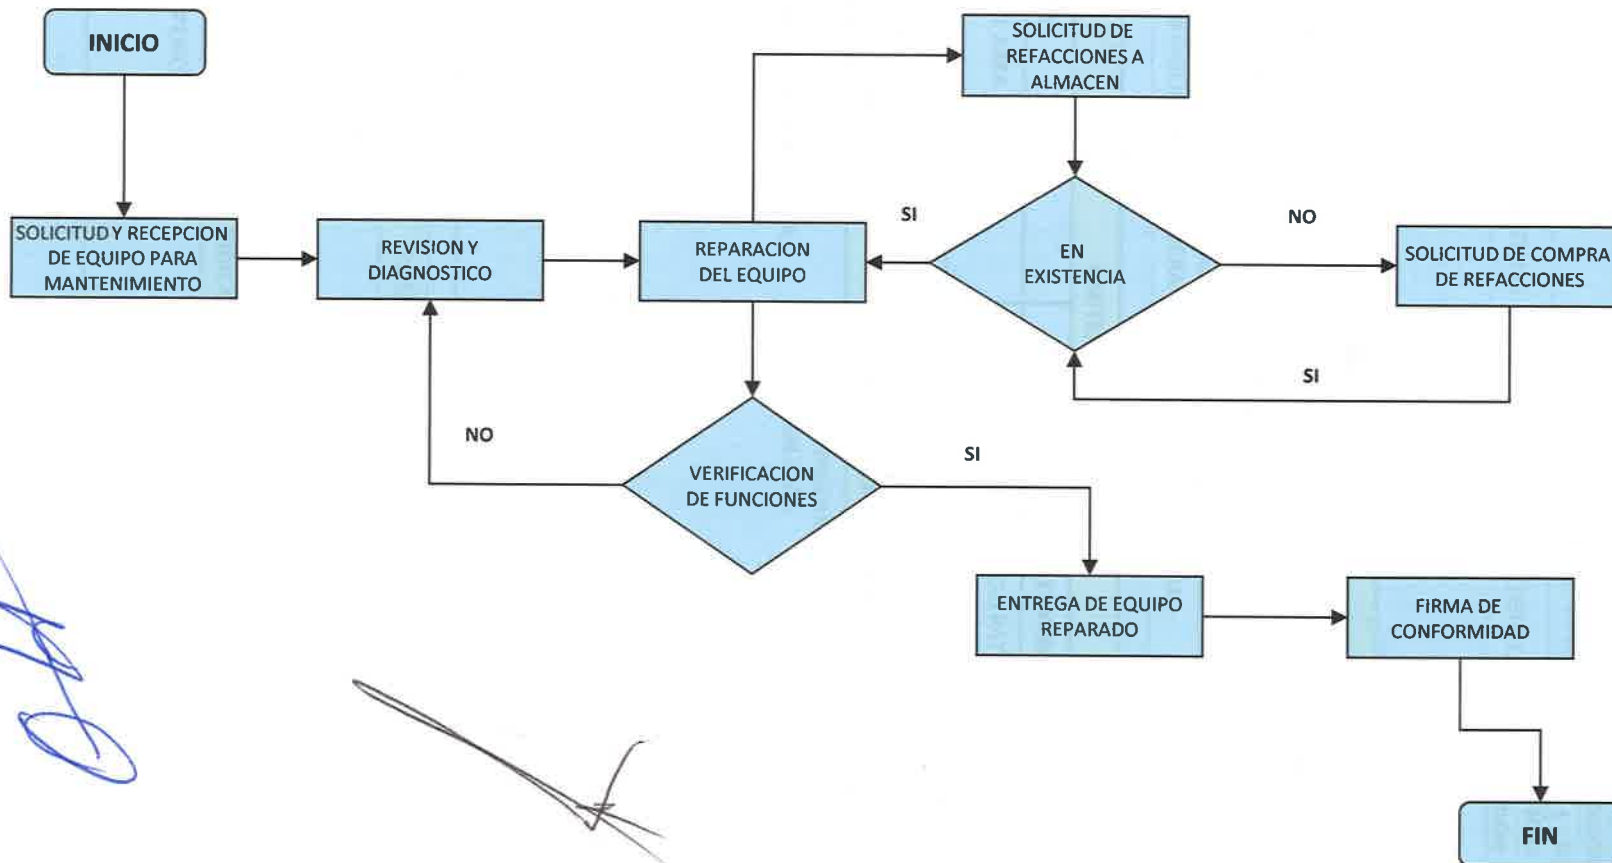 INICIO
SOLICITUD DE
REFACCIONES A
ALMACEN
SOLICITUD Y RECEPCION
DE EQUIPO PARA
MANTENIMIENTO
REVISION Y
DIAGNOSTICO
REPARACION
DEL EQUIPO
SI
EN
EXISTENCIA
NO
SOLICITUD DE COMPRA
DE REFACCIONES
SI
NO
VERIFICACION
DE FUNCIONES
SI
ENTREGA DE EQUIPO
REPARADO
FIRMA DE
CONFORMIDAD
FIN